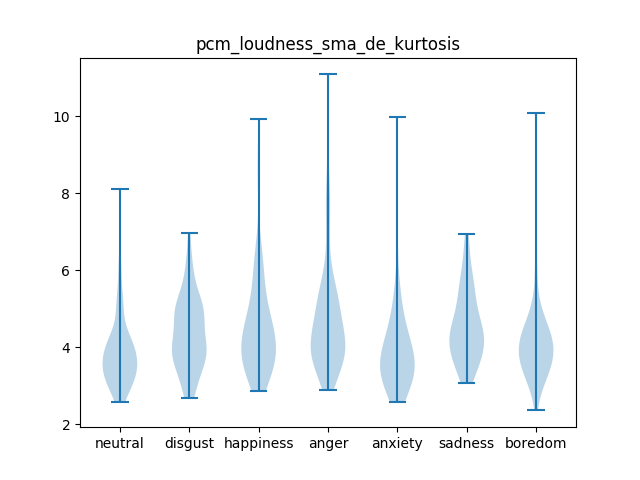 pcm_loudness_sma_de_kurtosis
10
8
6
4
2
neutral disgust happiness anger anxiety sadness boredom